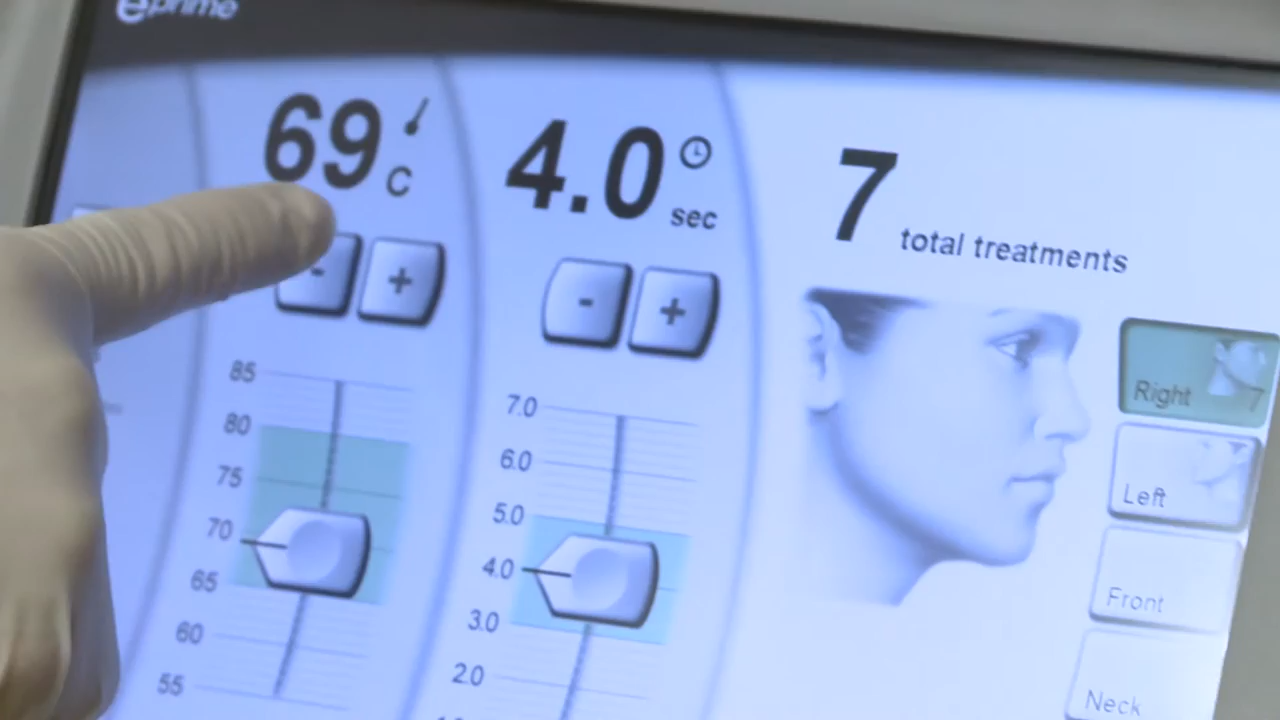 eprime
69 C
4.0 sec
7 total treatments
- +
- +
85
80
75
70
65
60
55
7.0
6.0
5.0
4.0
3.0
2.0
Right 7
Left
Front
Neck